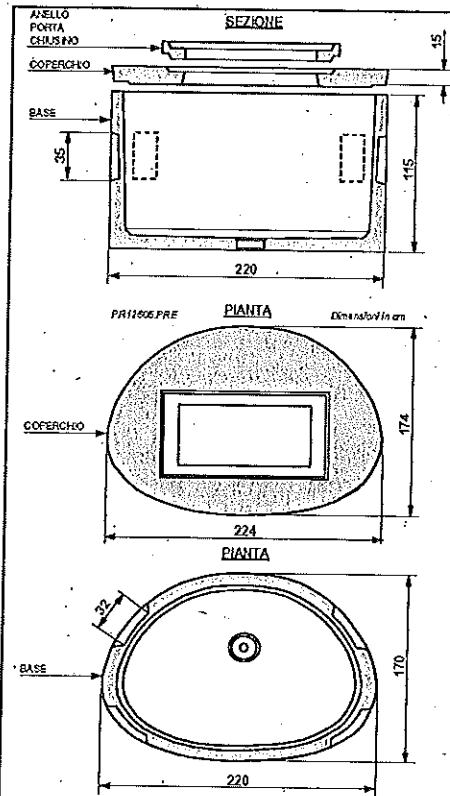 SEZIONE
ANELLO
PORTA
CHIUSINO
COPERCHIO
15
BASE
35
115
220
PR12606.PRE
PIANTA
Dimensioni in cm
COPERCHIO
174
224
PIANTA
32
BASE
170
220